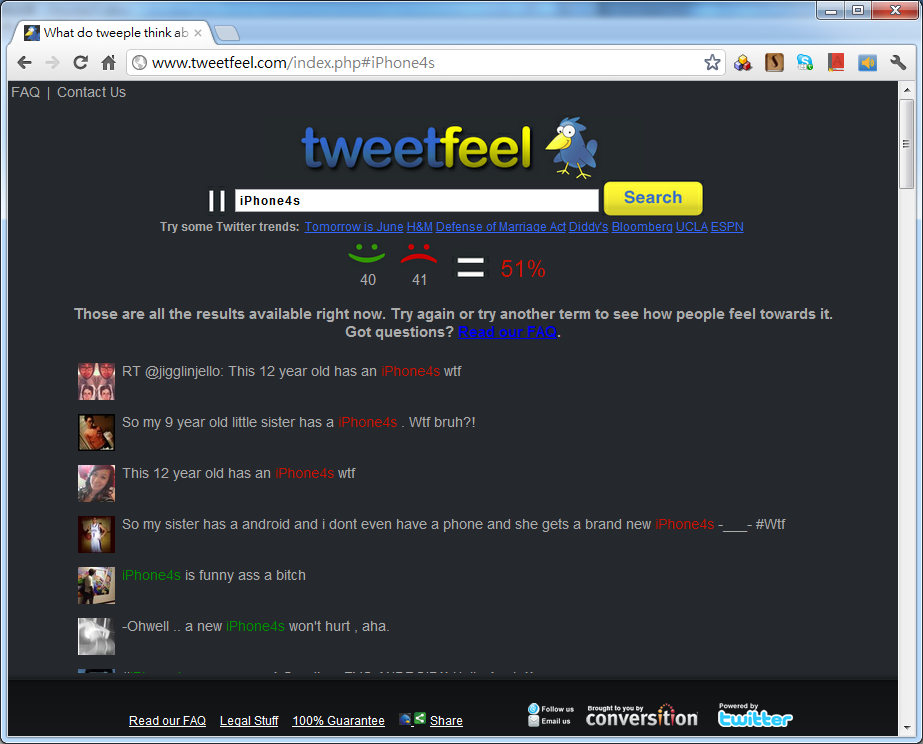 What do tweeple think ab
www.tweetfeel.com/index.php#iPhone4s
FAQ | Contact Us
tweetfeel
iPhone4s
Search
Try some Twitter trends: Tomorrow is June H&M Defense of Marriage Act Diddy's Bloomberg UCLA ESPN
40 41 = 51%
Those are all the results available right now. Try again or try another term to see how people feel towards it.
Got questions? Read our FAQ.
RT @jigglinjello: This 12 year old has an iPhone4s wtf
So my 9 year old little sister has a iPhone4s . Wtf bruh?!
This 12 year old has an iPhone4s wtf
So my sister has a android and i dont even have a phone and she gets a brand new iPhone4s -___- #Wtf
iPhone4s is funny ass a bitch
-Ohwell .. a new iPhone4s won't hurt , aha.
Read our FAQ Legal Stuff 100% Guarantee Share
Follow us
Email us
Brought to you by
conversition
Powered by
twitter